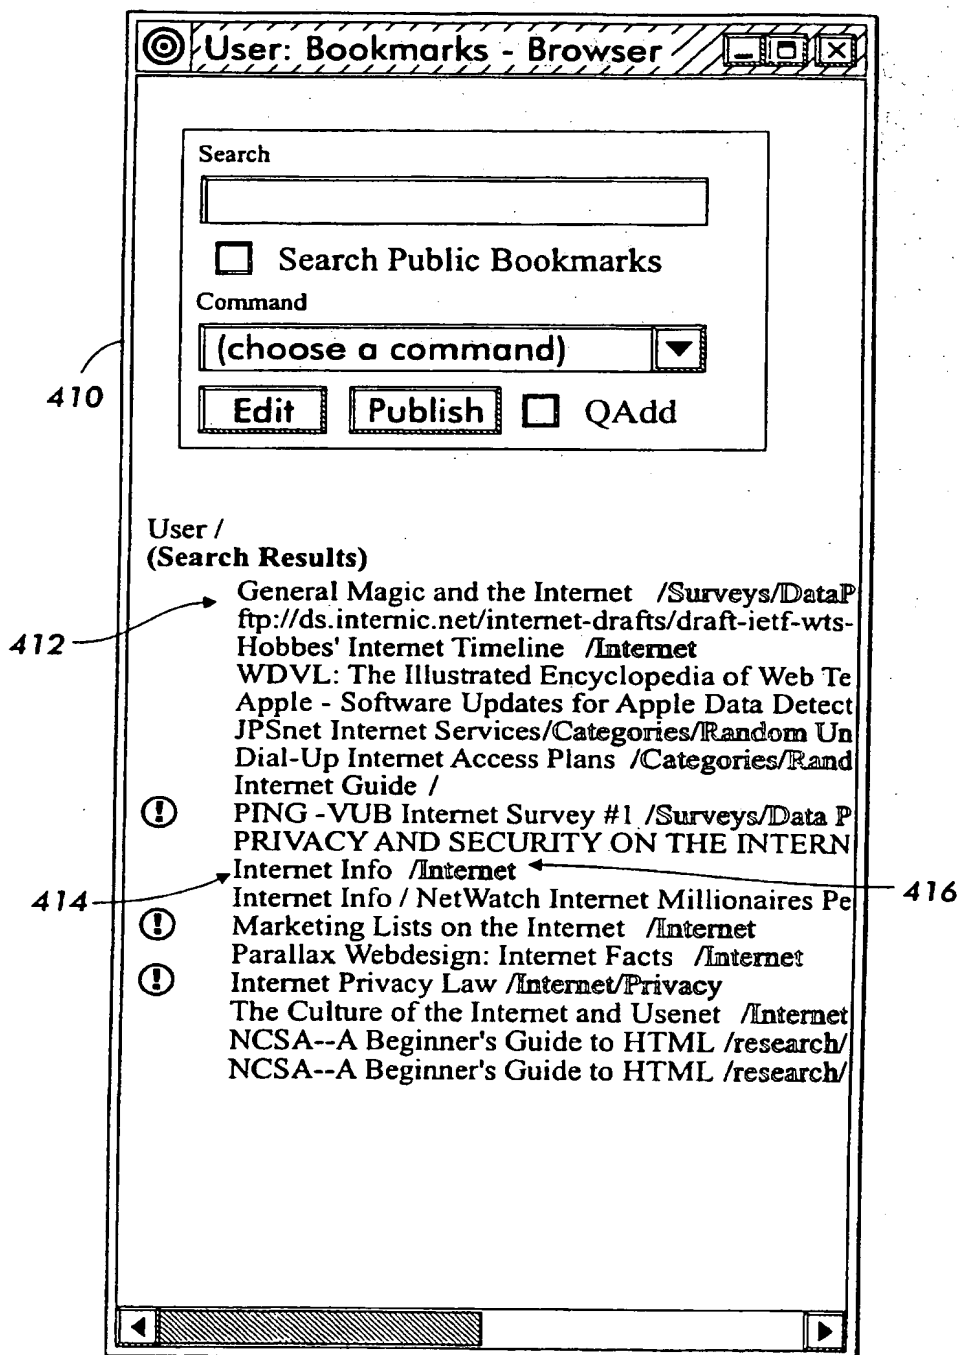 User: Bookmarks - Browser
Search
Search Public Bookmarks
Command
(choose a command)
410
Edit Publish QAdd
User /
(Search Results)
General Magic and the Internet /Surveys/DataP
412
ftp://ds.internic.net/internet-drafts/draft-ietf-wts-
Hobbes' Internet Timeline /Internet
WDVL: The Illustrated Encyclopedia of Web Te
Apple - Software Updates for Apple Data Detect
JPSnet Internet Services/Categories/Random Un
Dial-Up Internet Access Plans /Categories/Rand
Internet Guide /
PING -VUB Internet Survey #1 /Surveys/Data P
PRIVACY AND SECURITY ON THE INTERN
Internet Info /Internet
414
416
Internet Info / NetWatch Internet Millionaires Pe
Marketing Lists on the Internet /Internet
Parallax Webdesign: Internet Facts /Internet
Internet Privacy Law /Internet/Privacy
The Culture of the Internet and Usenet /Internet
NCSA--A Beginner's Guide to HTML /research/
NCSA--A Beginner's Guide to HTML /research/